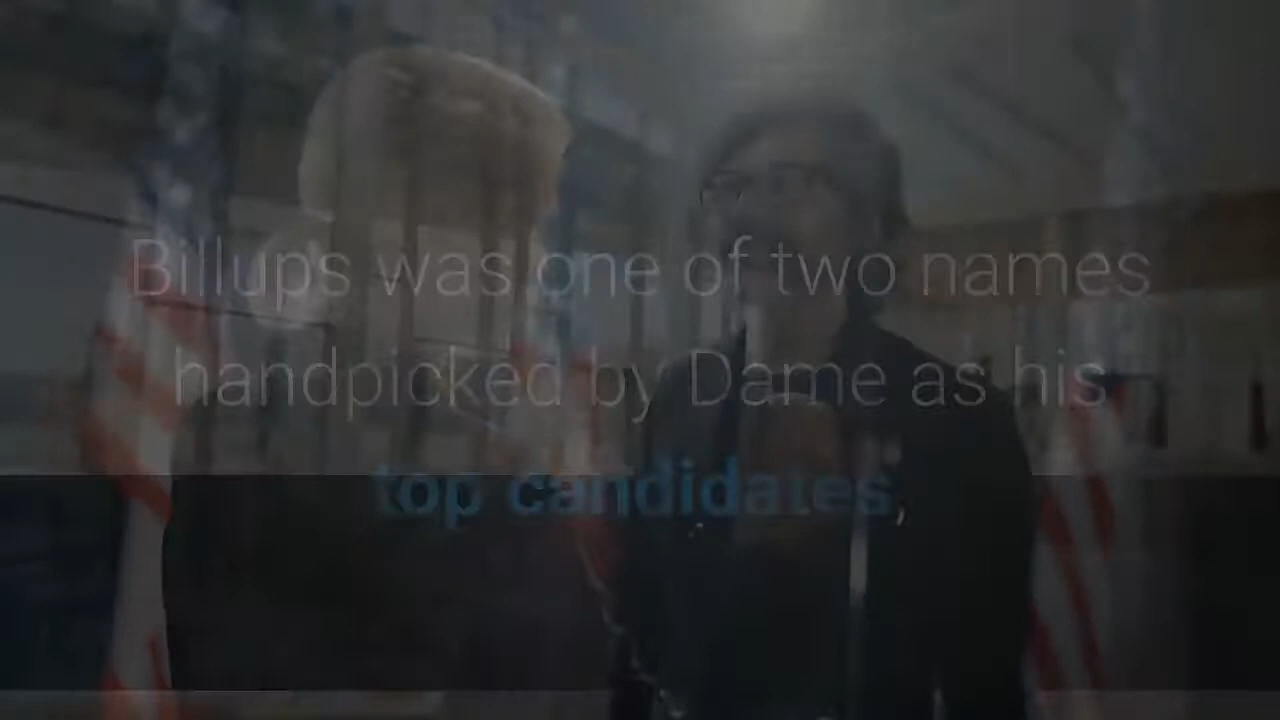 Billups was one of two names
handpicked by Dame as his
top candidates,